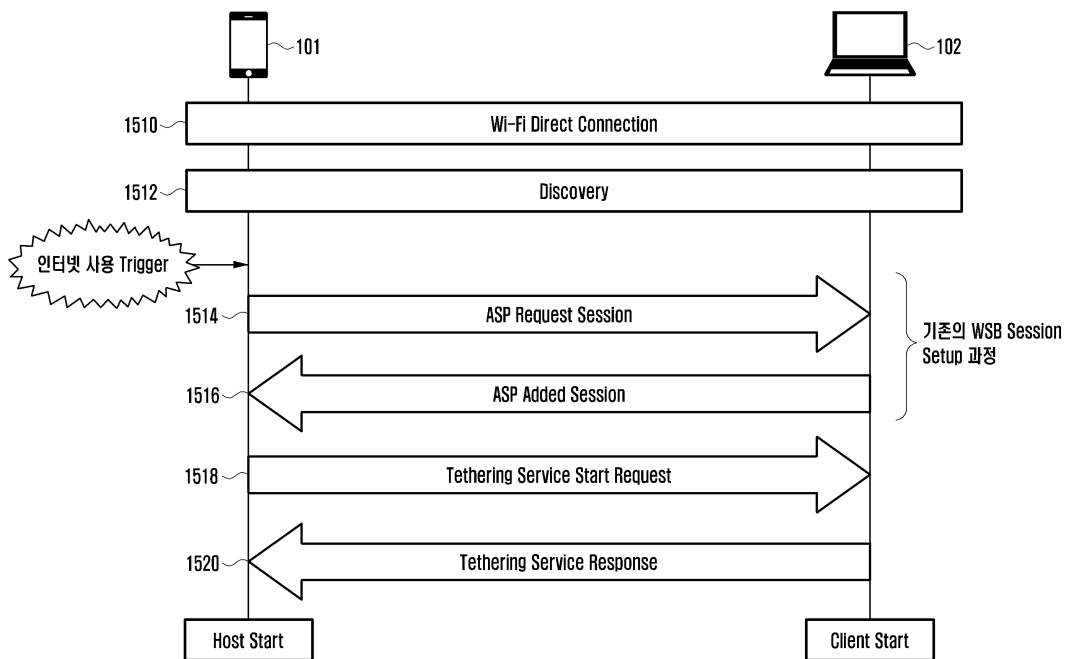 101
102
1510
Wi-Fi Direct Connection
1512
Discovery
인터넷 사용 Trigger
1514
ASP Request Session
기존의 WSB Session
Setup 과정
1516
ASP Added Session
1518
Tethering Service Start Request
1520
Tethering Service Response
Host Start
Client Start